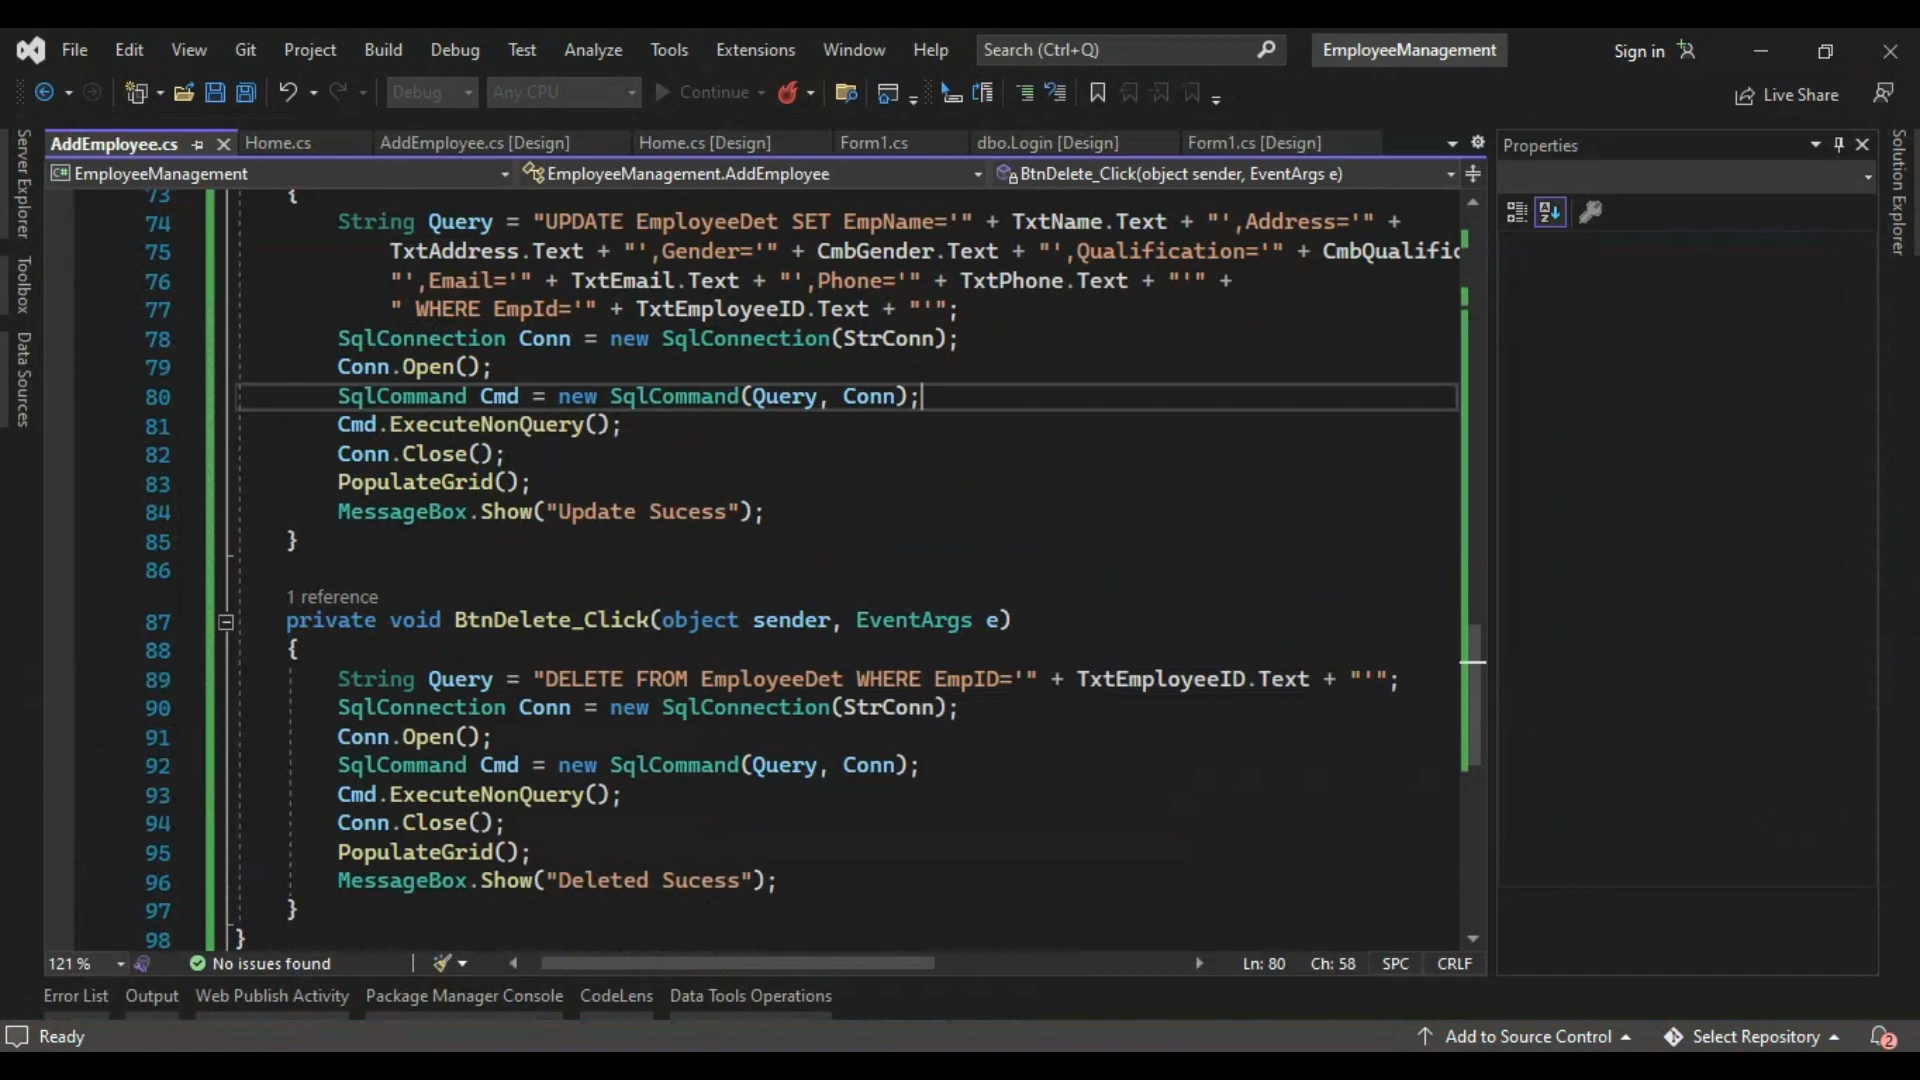 File Edit View Git Project Build Debug Test Analyze Tools Extensions Window Help Search (Ctrl+Q) EmployeeManagement Sign in
Debug Any CPU Continue Live Share
AddEmployee.cs Home.cs AddEmployee.cs [Design] Home.cs [Design] Form1.cs dbo.Login [Design] Form1.cs [Design] Properties
C# EmployeeManagement EmployeeManagement.AddEmployee BtnDelete_Click(object sender, EventArgs e)
Server Explorer
Toolbox
Data Sources
Solution Explorer
73 {
74 String Query = "UPDATE EmployeeDet SET EmpName='" + TxtName.Text + "',Address='" +
75 TxtAddress.Text + "',Gender='" + CmbGender.Text + "',Qualification='" + CmbQualific
76 "',Email='" + TxtEmail.Text + "',Phone='" + TxtPhone.Text + "'" +
77 " WHERE EmpId='" + TxtEmployeeID.Text + "'";
78 SqlConnection Conn = new SqlConnection(StrConn);
79 Conn.Open();
80 SqlCommand Cmd = new SqlCommand(Query, Conn);
81 Cmd.ExecuteNonQuery();
82 Conn.Close();
83 PopulateGrid();
84 MessageBox.Show("Update Sucess");
85 }
86
1 reference
87 private void BtnDelete_Click(object sender, EventArgs e)
88 {
89 String Query = "DELETE FROM EmployeeDet WHERE EmpID='" + TxtEmployeeID.Text + "'";
90 SqlConnection Conn = new SqlConnection(StrConn);
91 Conn.Open();
92 SqlCommand Cmd = new SqlCommand(Query, Conn);
93 Cmd.ExecuteNonQuery();
94 Conn.Close();
95 PopulateGrid();
96 MessageBox.Show("Deleted Sucess");
97 }
98 }
121 % No issues found Ln: 80 Ch: 58 SPC CRLF
Error List Output Web Publish Activity Package Manager Console CodeLens Data Tools Operations
Ready Add to Source Control Select Repository 2